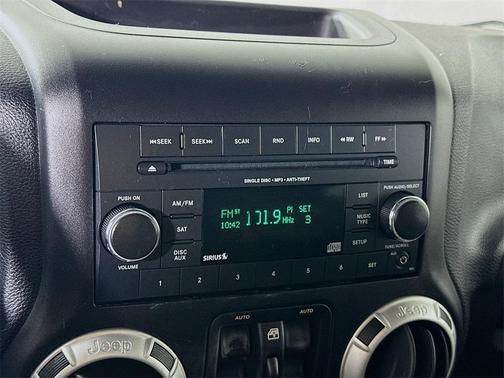 ⏮SEEK SEEK⏭ SCAN RND INFO ◀◀ RW FF ▶▶
TIME
SINGLE DISC • MP3 • ANTI-THEFT
PUSH ON
VOLUME
AM/FM
SAT
DISC
AUX
FM ST 101.9 PI SET
10:42 MHz 3
SIRIUS
LIST
MUSIC
TYPE
SETUP
PUSH AUDIO/SELECT
TUNE/SCROLL
1 2 3 4 5 6 SET
AUTO AUTO
Jeep
Jeep